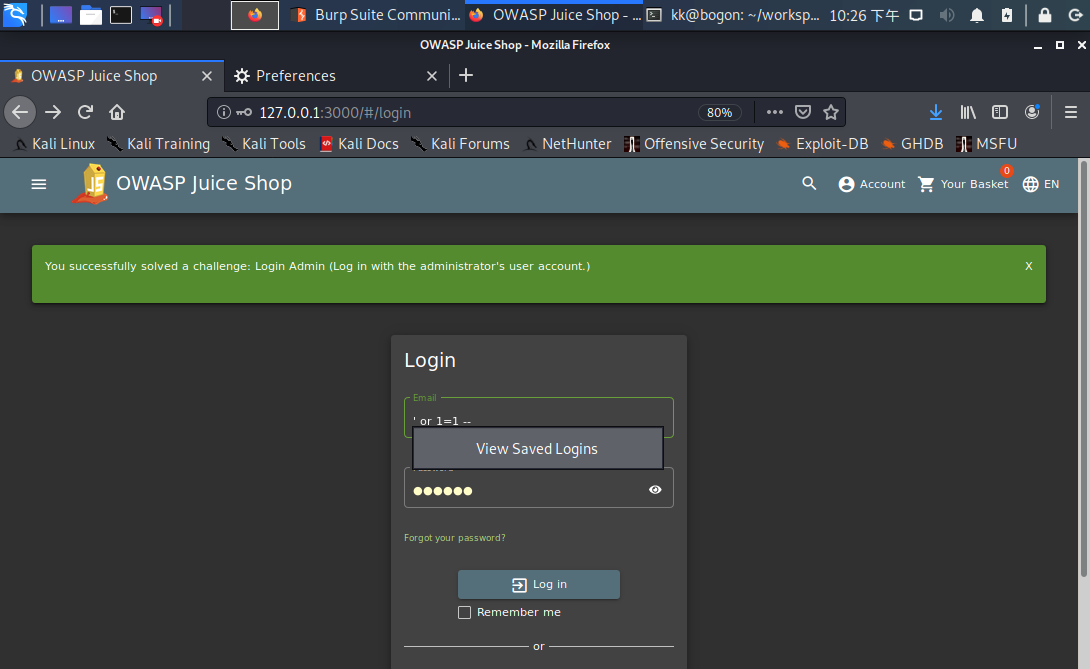 Burp Suite Communi... OWASP Juice Shop - ... kk@bogon: ~/worksp... 10:26 下午
OWASP Juice Shop - Mozilla Firefox
OWASP Juice Shop Preferences
127.0.0.1:3000/#/login 80%
Kali Linux Kali Training Kali Tools Kali Docs Kali Forums NetHunter Offensive Security Exploit-DB GHDB MSFU
OWASP Juice Shop Account Your Basket 0 EN
You successfully solved a challenge: Login Admin (Log in with the administrator's user account.) X
Login
Email
' or 1=1 --
View Saved Logins
Password
Forgot your password?
Log in
Remember me
or